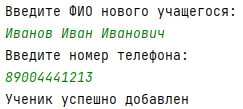 Введите ФИО нового учащегося:
Иванов Иван Иванович
Введите номер телефона:
89004441213
Ученик успешно добавлен